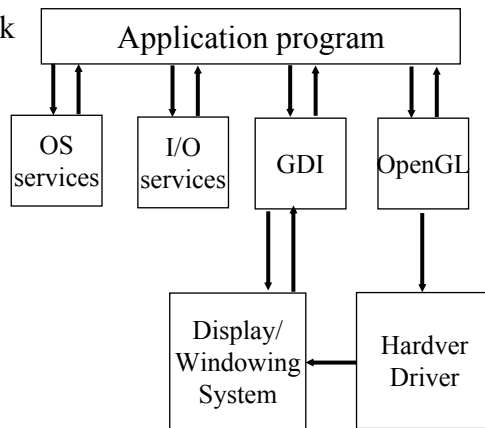 k
Application program
OS
services
I/O
services
GDI
OpenGL
Display/
Windowing
System
Hardver
Driver